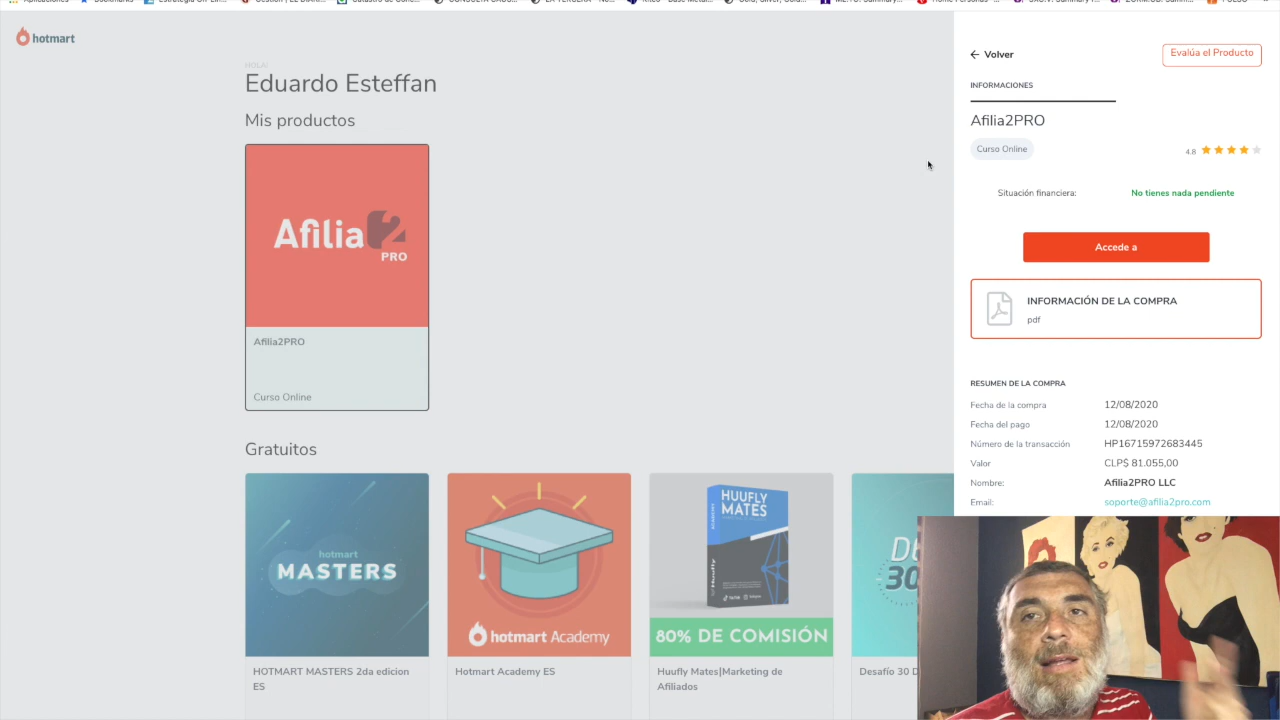 hotmart
HOLA!
Eduardo Esteffan
Mis productos
Afilia2
PRO
Afilia2PRO
Curso Online
Gratuitos
hotmart
MASTERS
HOTMART MASTERS 2da edicion
ES
hotmart Academy
Hotmart Academy ES
HUUFLY
MATES
Huufly
80% DE COMISIÓN
Huufly Mates|Marketing de
Afiliados
30
Desafío 30 D
Volver
Evalúa el Producto
INFORMACIONES
Afilia2PRO
Curso Online
4.8
Situación financiera:
No tienes nada pendiente
Accede a
INFORMACIÓN DE LA COMPRA
pdf
RESUMEN DE LA COMPRA
Fecha de la compra 12/08/2020
Fecha del pago 12/08/2020
Número de la transacción HP16715972683445
Valor CLP$ 81.055,00
Nombre: Afilia2PRO LLC
Email: soporte@afilia2pro.com